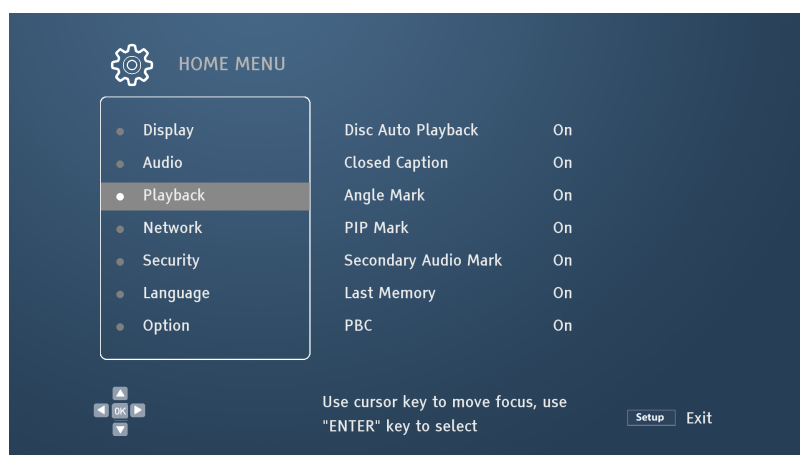 HOME MENU
Display
Audio
Playback
Network
Security
Language
Option
Disc Auto Playback On
Closed Caption On
Angle Mark On
PIP Mark On
Secondary Audio Mark On
Last Memory On
PBC On
OK
Use cursor key to move focus, use
"ENTER" key to select
Setup Exit